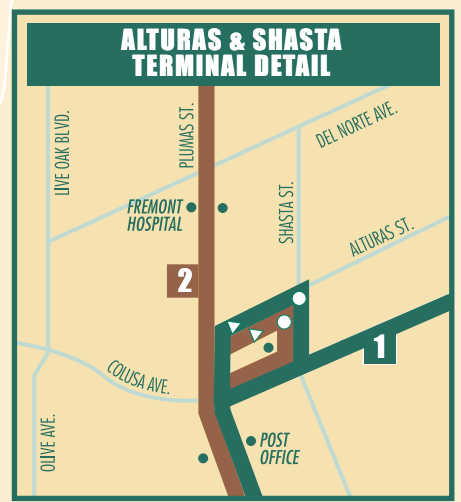 ALTURAS & SHASTA
TERMINAL DETAIL
LIVE OAK BLVD.
PLUMAS ST.
DEL NORTE AVE.
FREMONT
HOSPITAL
SHASTA ST.
ALTURAS ST.
2
1
COLUSA AVE.
OLIVE AVE.
POST
OFFICE